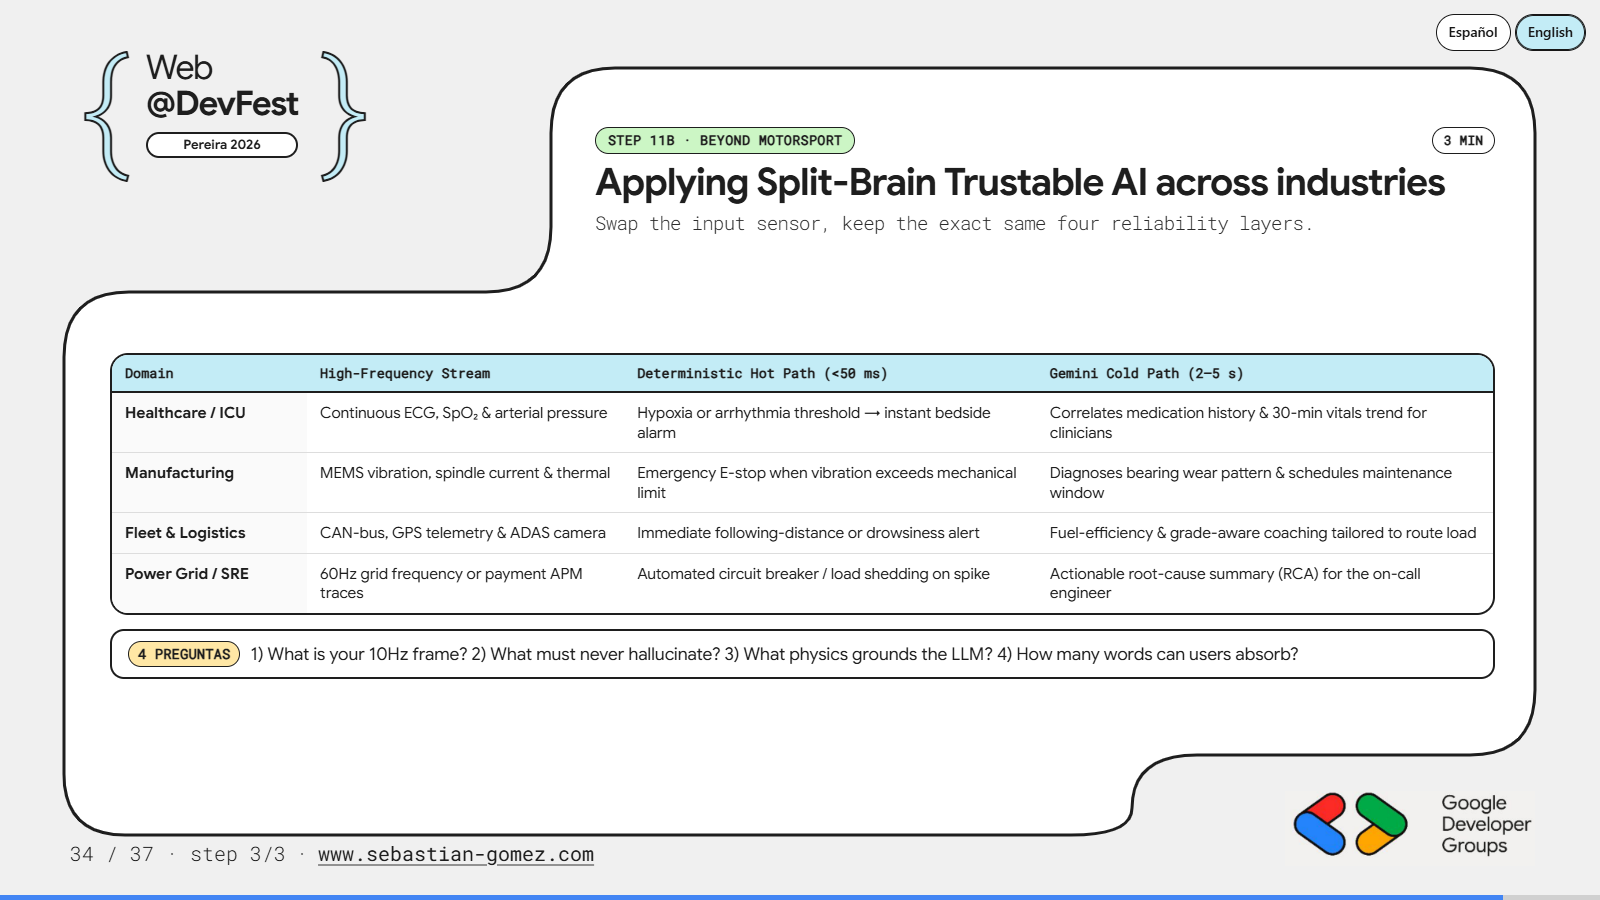 Español
English
Web
@DevFest
Pereira 2026
STEP 11B · BEYOND MOTORSPORT
3 MIN
Applying Split-Brain Trustable AI across industries
Swap the input sensor, keep the exact same four reliability layers.
Domain
High-Frequency Stream
Deterministic Hot Path (<50 ms)
Gemini Cold Path (2–5 s)
Healthcare / ICU
Continuous ECG, SpO₂ & arterial pressure
Hypoxia or arrhythmia threshold → instant bedside
alarm
Correlates medication history & 30-min vitals trend for
clinicians
Manufacturing
MEMS vibration, spindle current & thermal
Emergency E-stop when vibration exceeds mechanical
limit
Diagnoses bearing wear pattern & schedules maintenance
window
Fleet & Logistics
CAN-bus, GPS telemetry & ADAS camera
Immediate following-distance or drowsiness alert
Fuel-efficiency & grade-aware coaching tailored to route load
Power Grid / SRE
60Hz grid frequency or payment APM
traces
Automated circuit breaker / load shedding on spike
Actionable root-cause summary (RCA) for the on-call
engineer
4 PREGUNTAS
1) What is your 10Hz frame? 2) What must never hallucinate? 3) What physics grounds the LLM? 4) How many words can users absorb?
34 / 37 · step 3/3 · www.sebastian-gomez.com
Google
Developer
Groups